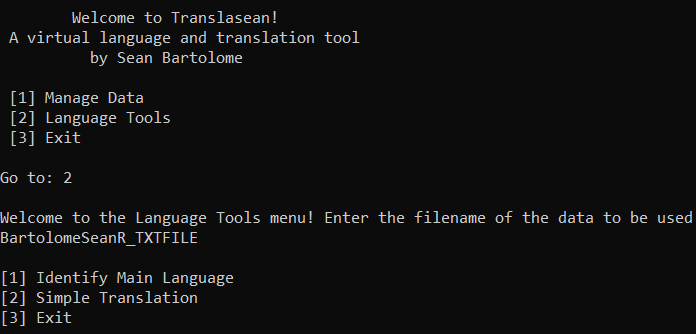 Welcome to Translasean!
A virtual language and translation tool
by Sean Bartolome
[1] Manage Data
[2] Language Tools
[3] Exit
Go to: 2
Welcome to the Language Tools menu! Enter the filename of the data to be used
BartolomeSeanR_TXTFILE
[1] Identify Main Language
[2] Simple Translation
[3] Exit